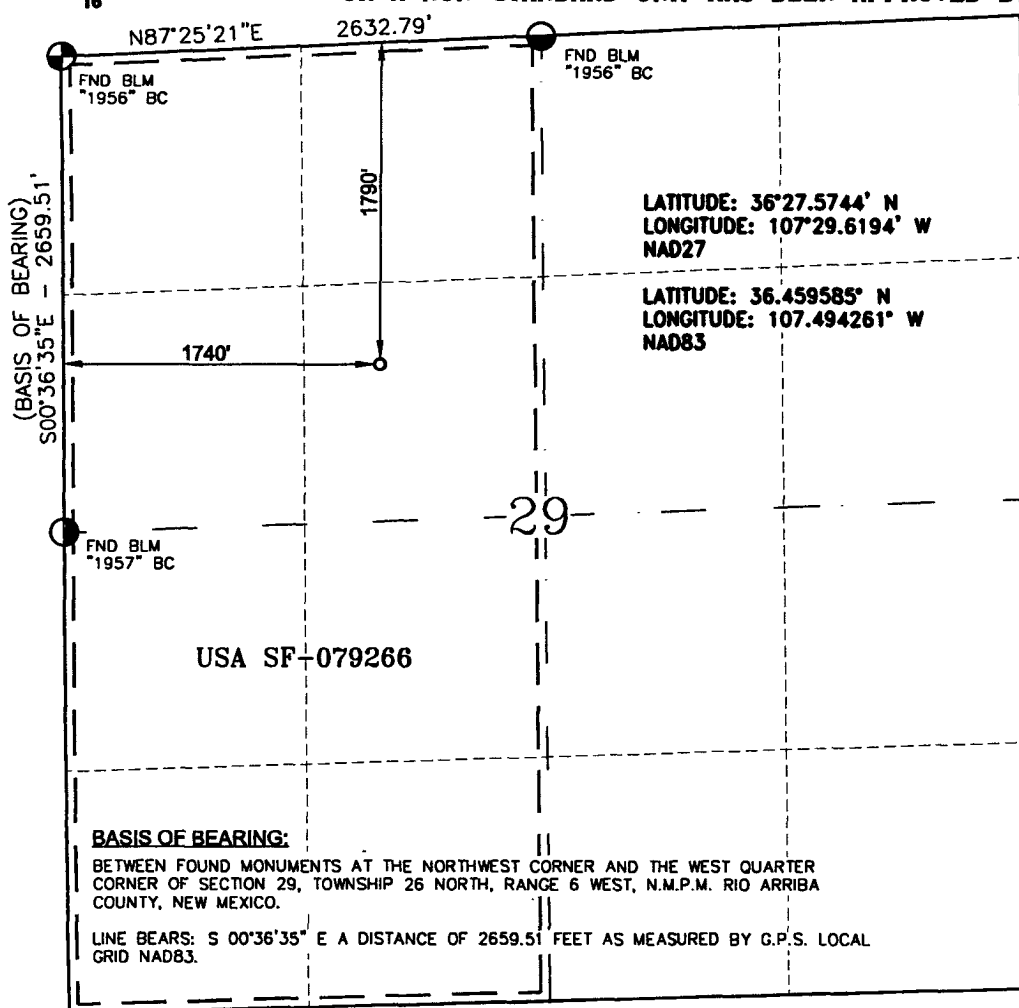 16
N87°25'21"E 2632.79'
FND BLM
"1956" BC
FND BLM
"1956" BC
(BASIS OF BEARING)
S00°36'35"E - 2659.51'
1790'
LATITUDE: 36°27.5744' N
LONGITUDE: 107°29.6194' W
NAD27
LATITUDE: 36.459585° N
LONGITUDE: 107.494261° W
NAD83
1740'
29
FND BLM
"1957" BC
USA SF-079266
BASIS OF BEARING:
BETWEEN FOUND MONUMENTS AT THE NORTHWEST CORNER AND THE WEST QUARTER
CORNER OF SECTION 29, TOWNSHIP 26 NORTH, RANGE 6 WEST, N.M.P.M. RIO ARRIBA
COUNTY, NEW MEXICO.
LINE BEARS: S 00°36'35" E A DISTANCE OF 2659.51 FEET AS MEASURED BY G.P.S. LOCAL
GRID NAD83.